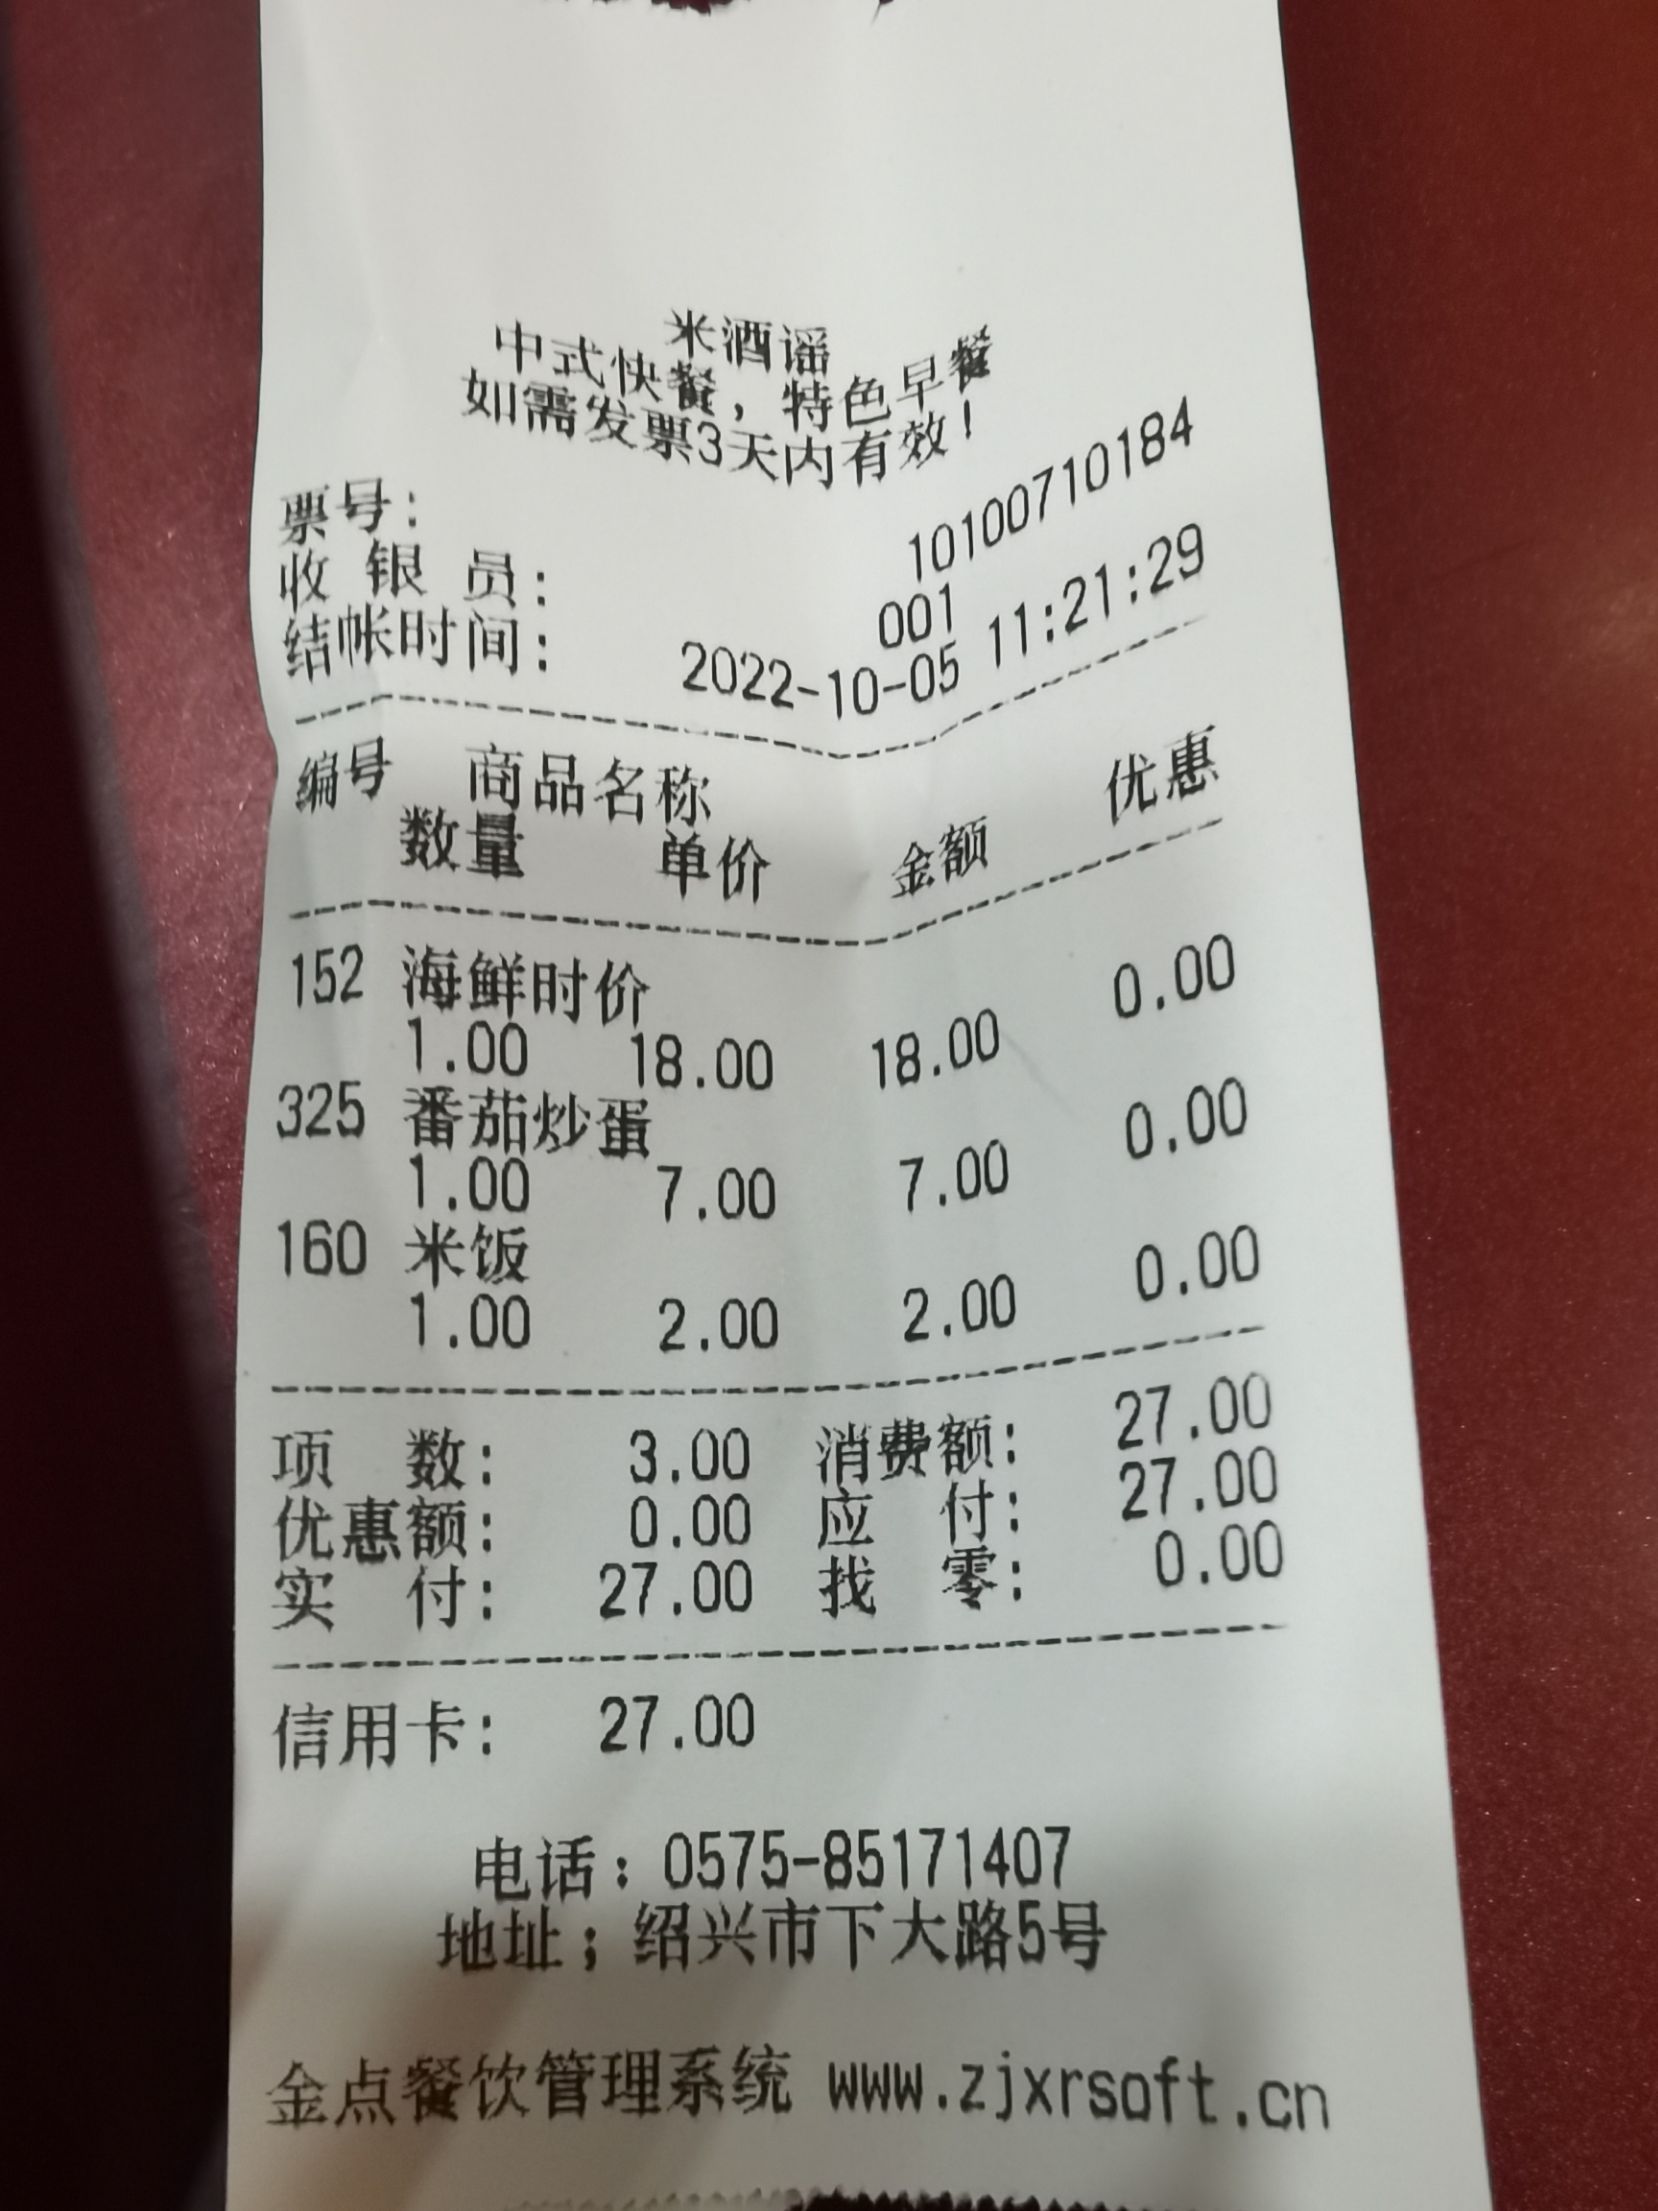 米酒谣
中式快餐，特色早餐
如需发票3天内有效！
票号： 10100710184
收 银 员： 001
结帐时间： 2022-10-05 11:21:29
编号 商品名称 优惠
数量 单价 金额
152 海鲜时价 0.00
1.00 18.00 18.00
325 番茄炒蛋 0.00
1.00 7.00 7.00
160 米饭 0.00
1.00 2.00 2.00
项 数： 3.00 消费额： 27.00
优惠额： 0.00 应 付： 27.00
实 付： 27.00 找 零： 0.00
信用卡： 27.00
电话：0575-85171407
地址；绍兴市下大路5号
金点餐饮管理系统 www.zjxrsoft.cn